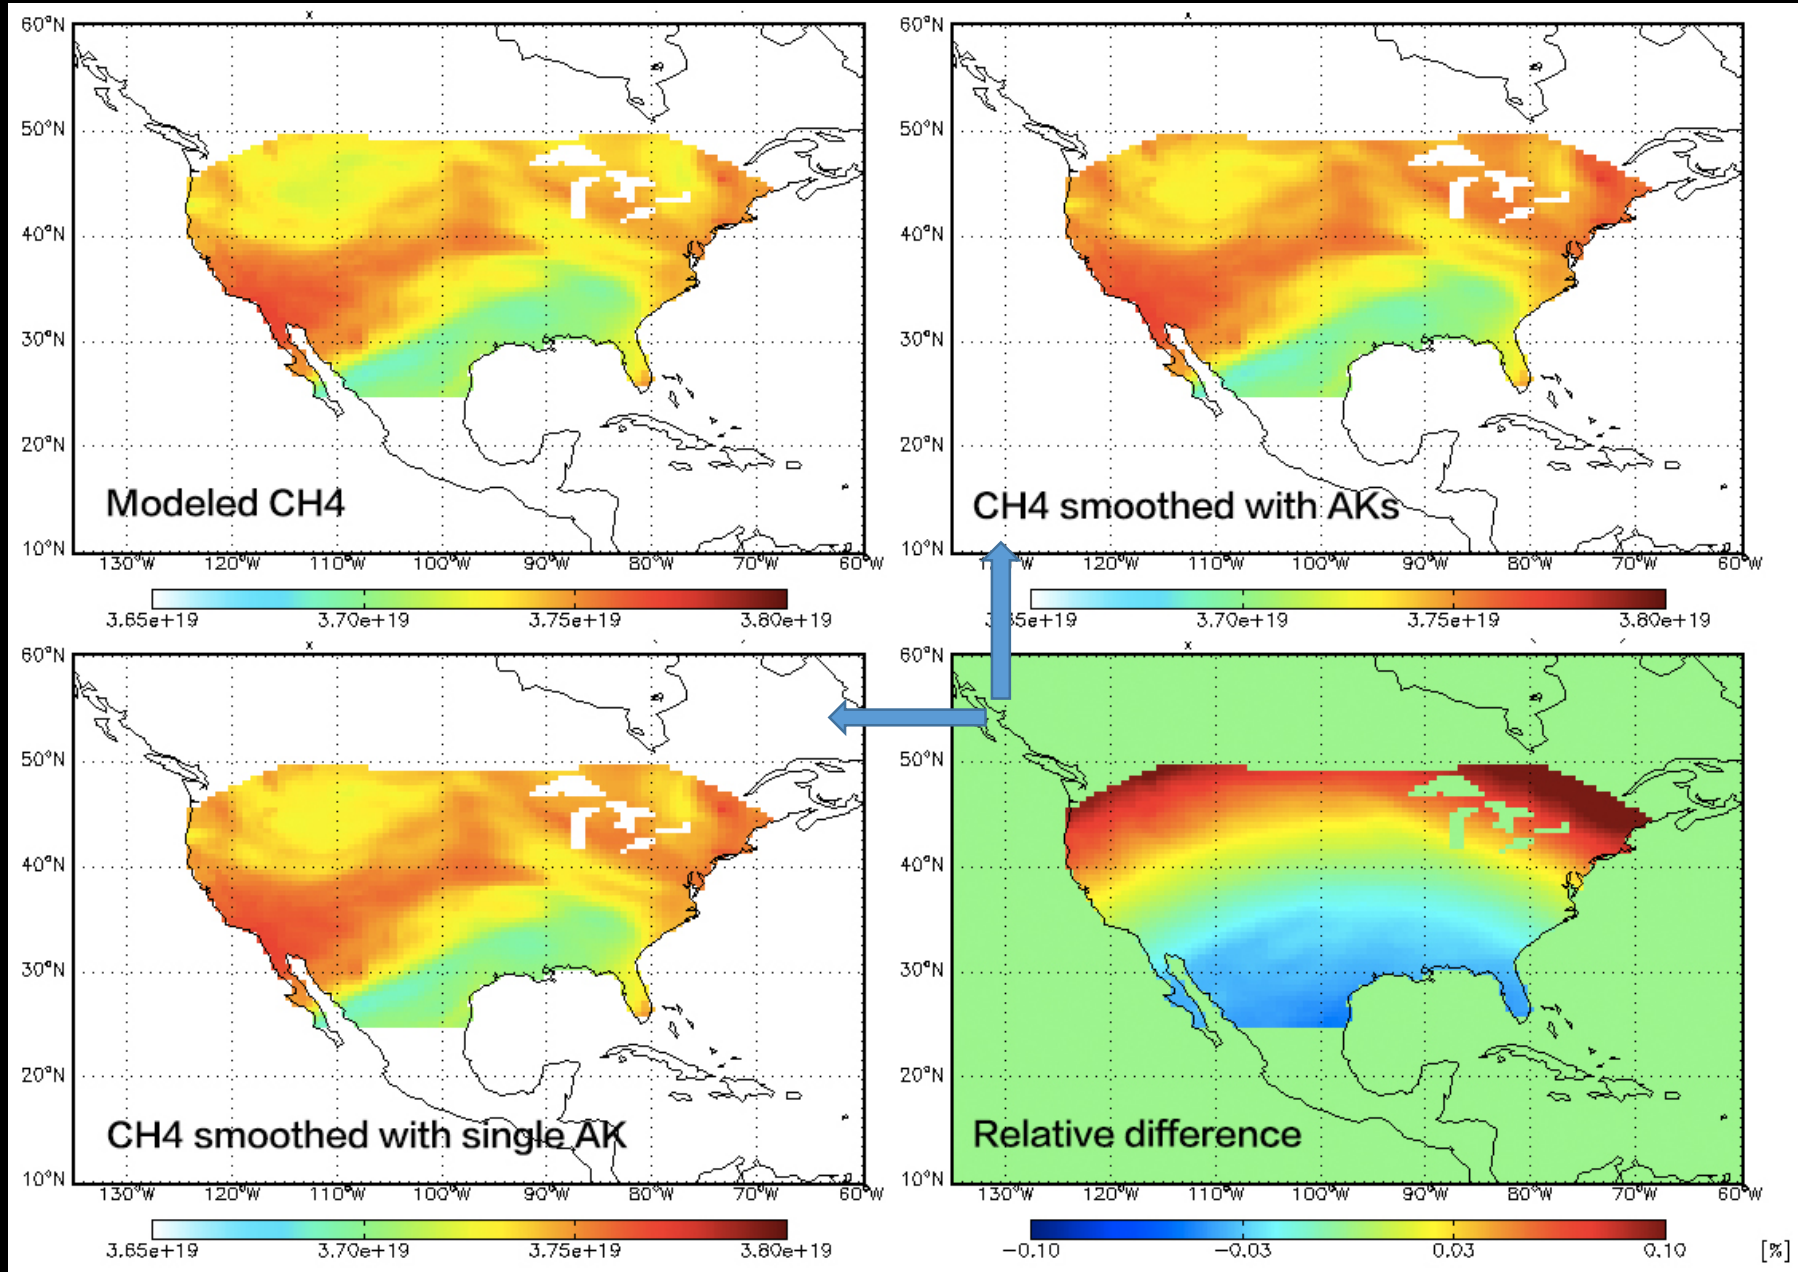 x
x
60°N
50°N
40°N
30°N
20°N
10°N
Modeled CH4
130°W 120°W 110°W 100°W 90°W 80°W 70°W 60°W
3.65e+19 3.70e+19 3.75e+19 3.80e+19
60°N
50°N
40°N
30°N
20°N
10°N
CH4 smoothed with AKs
120°W 110°W 100°W 90°W 80°W 70°W 60°W
3.70e+19 3.75e+19 3.80e+19
x
60°N
50°N
40°N
30°N
20°N
10°N
CH4 smoothed with single AK
130°W 120°W 110°W 100°W 90°W 80°W 70°W 60°W
3.65e+19 3.70e+19 3.75e+19 3.80e+19
x
60°N
50°N
40°N
30°N
20°N
10°N
Relative difference
130°W 120°W 110°W 100°W 90°W 80°W 70°W 60°W
−0.10 −0.03 0.03 0.10 [%]